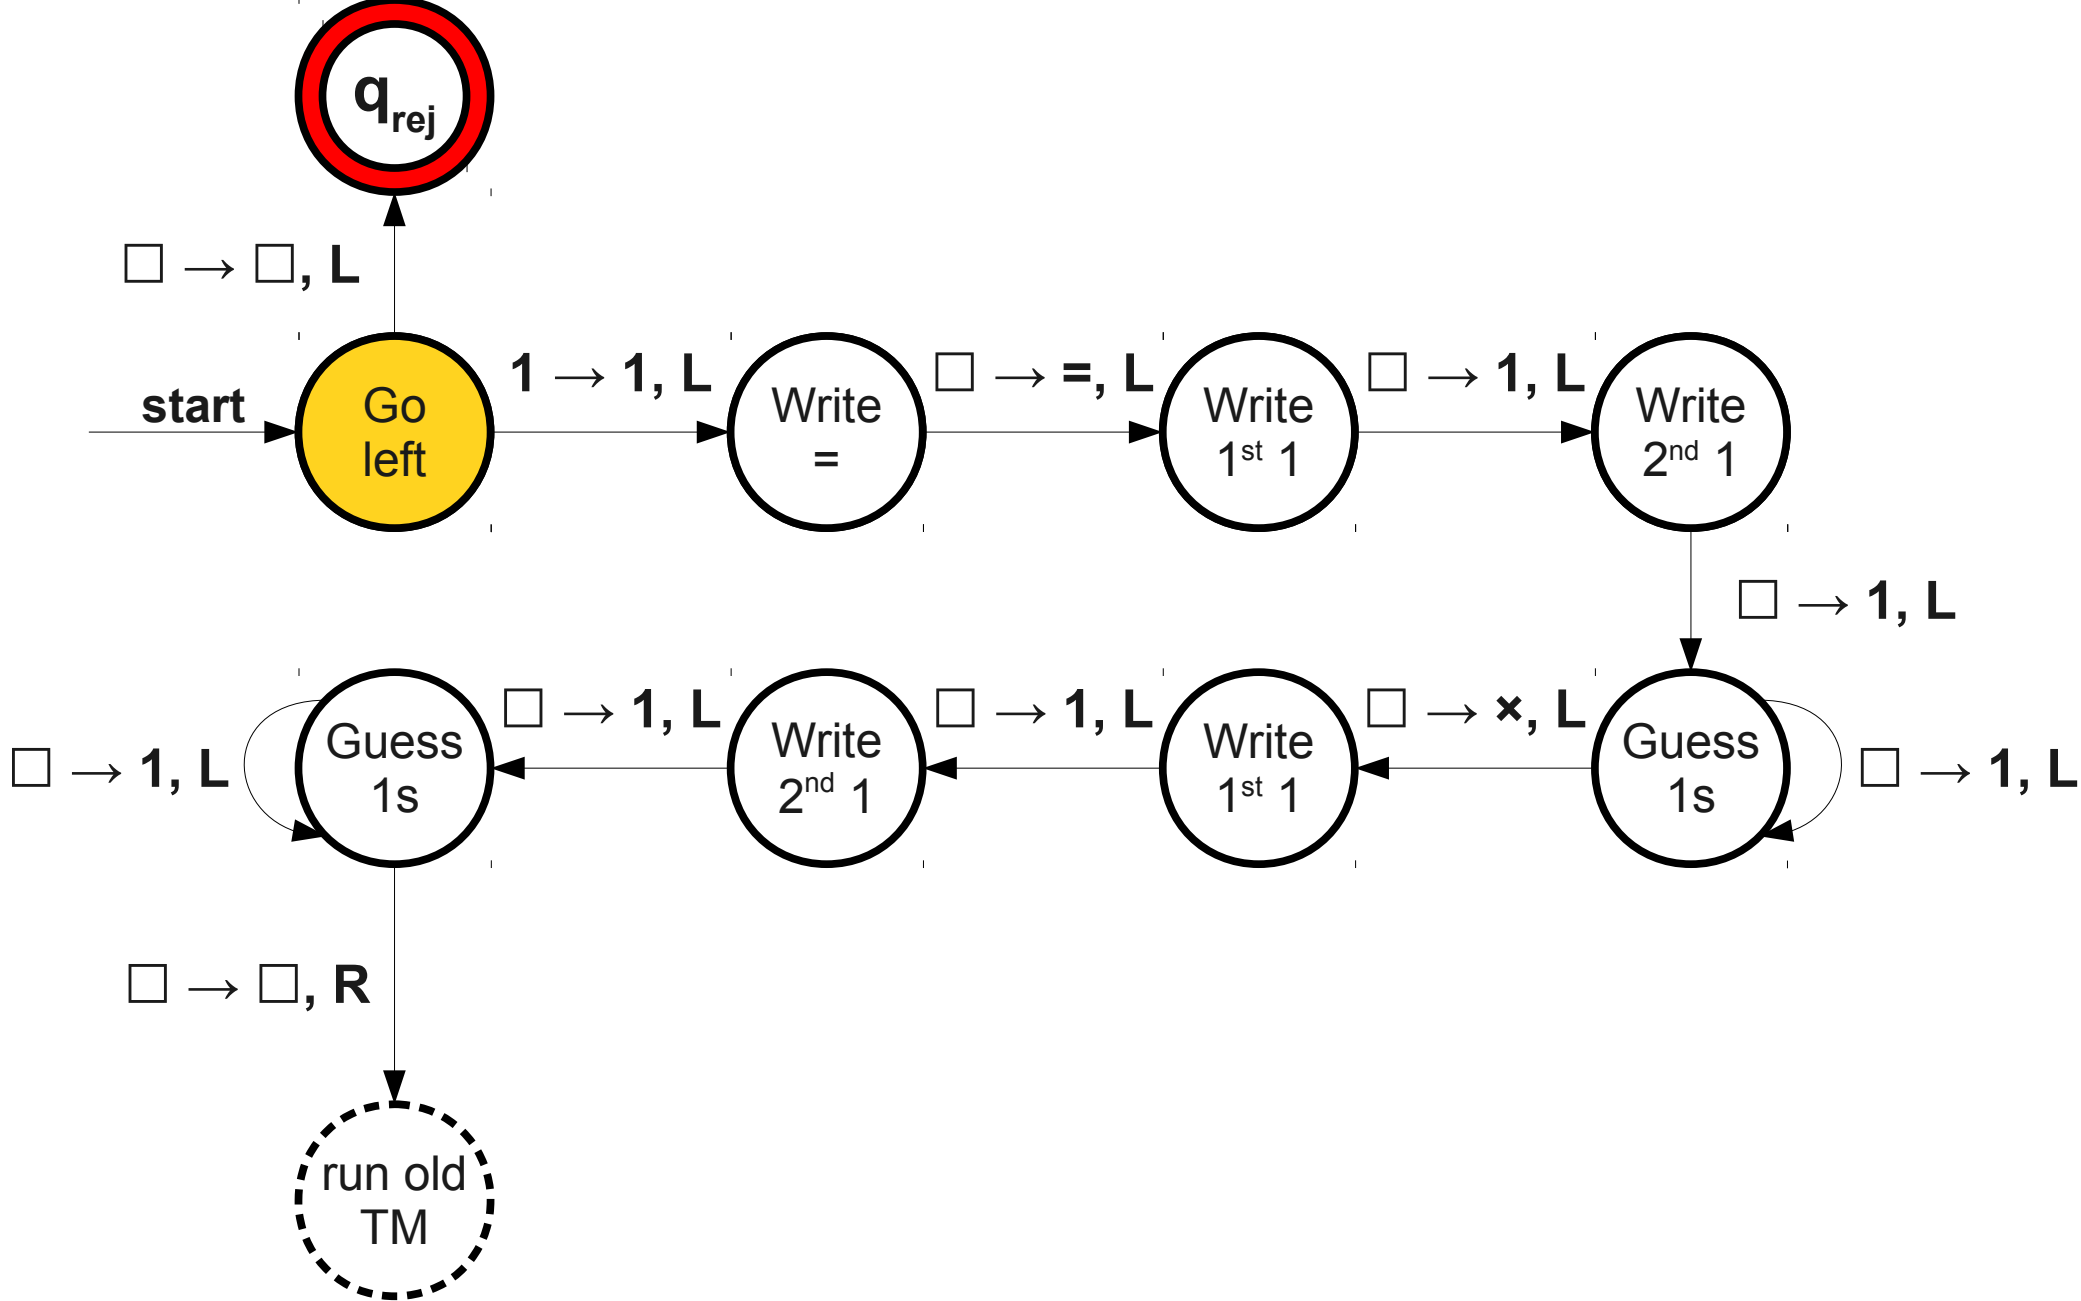 q_rej
□ → □, L
start
Go
left
1 → 1, L
Write
=
□ → =, L
Write
1st 1
□ → 1, L
Write
2nd 1
□ → 1, L
□ → 1, L
Guess
1s
□ → 1, L
Write
2nd 1
□ → 1, L
Write
1st 1
□ → ×, L
Guess
1s
□ → 1, L
□ → □, R
run old
TM